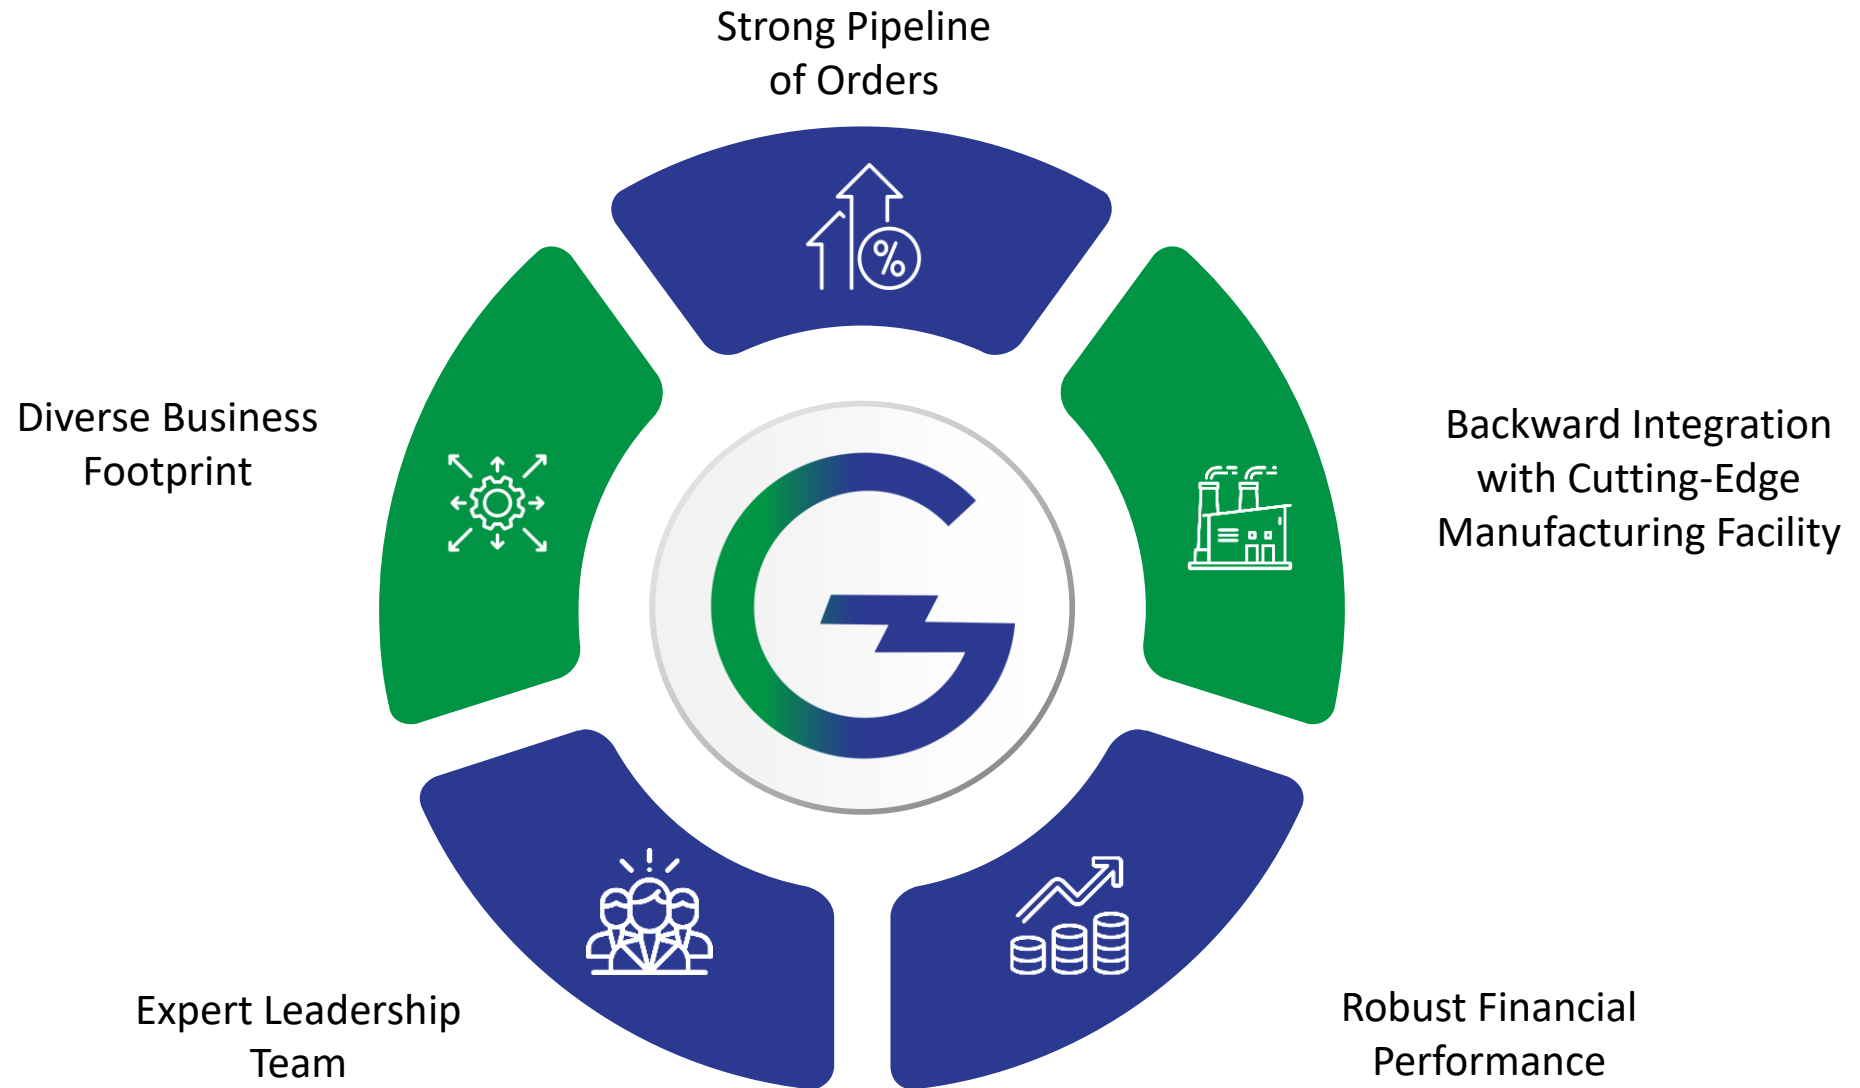 Strong Pipeline
of Orders
Diverse Business
Footprint
Backward Integration
with Cutting-Edge
Manufacturing Facility
%
G
Expert Leadership
Team
Robust Financial
Performance